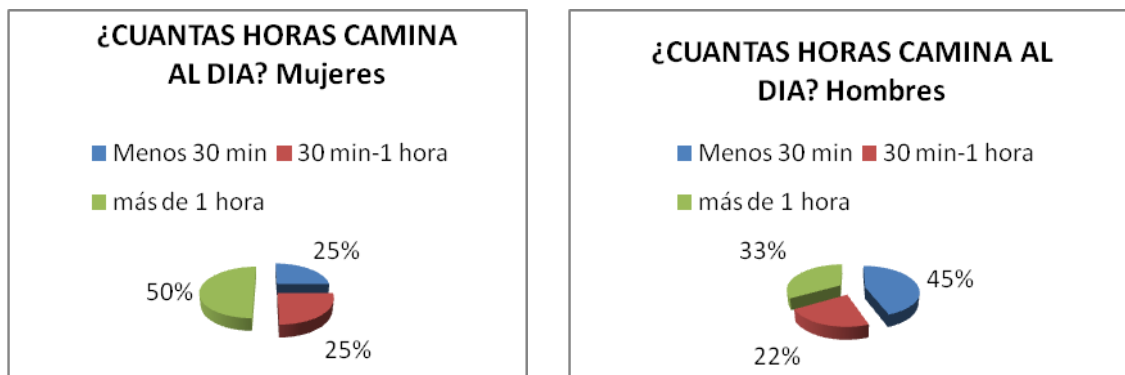 ¿CUANTAS HORAS CAMINA
AL DIA? Mujeres
Menos 30 min 30 min-1 hora
más de 1 hora
25%
50%
25%
¿CUANTAS HORAS CAMINA AL
DIA? Hombres
Menos 30 min 30 min-1 hora
más de 1 hora
33%
45%
22%